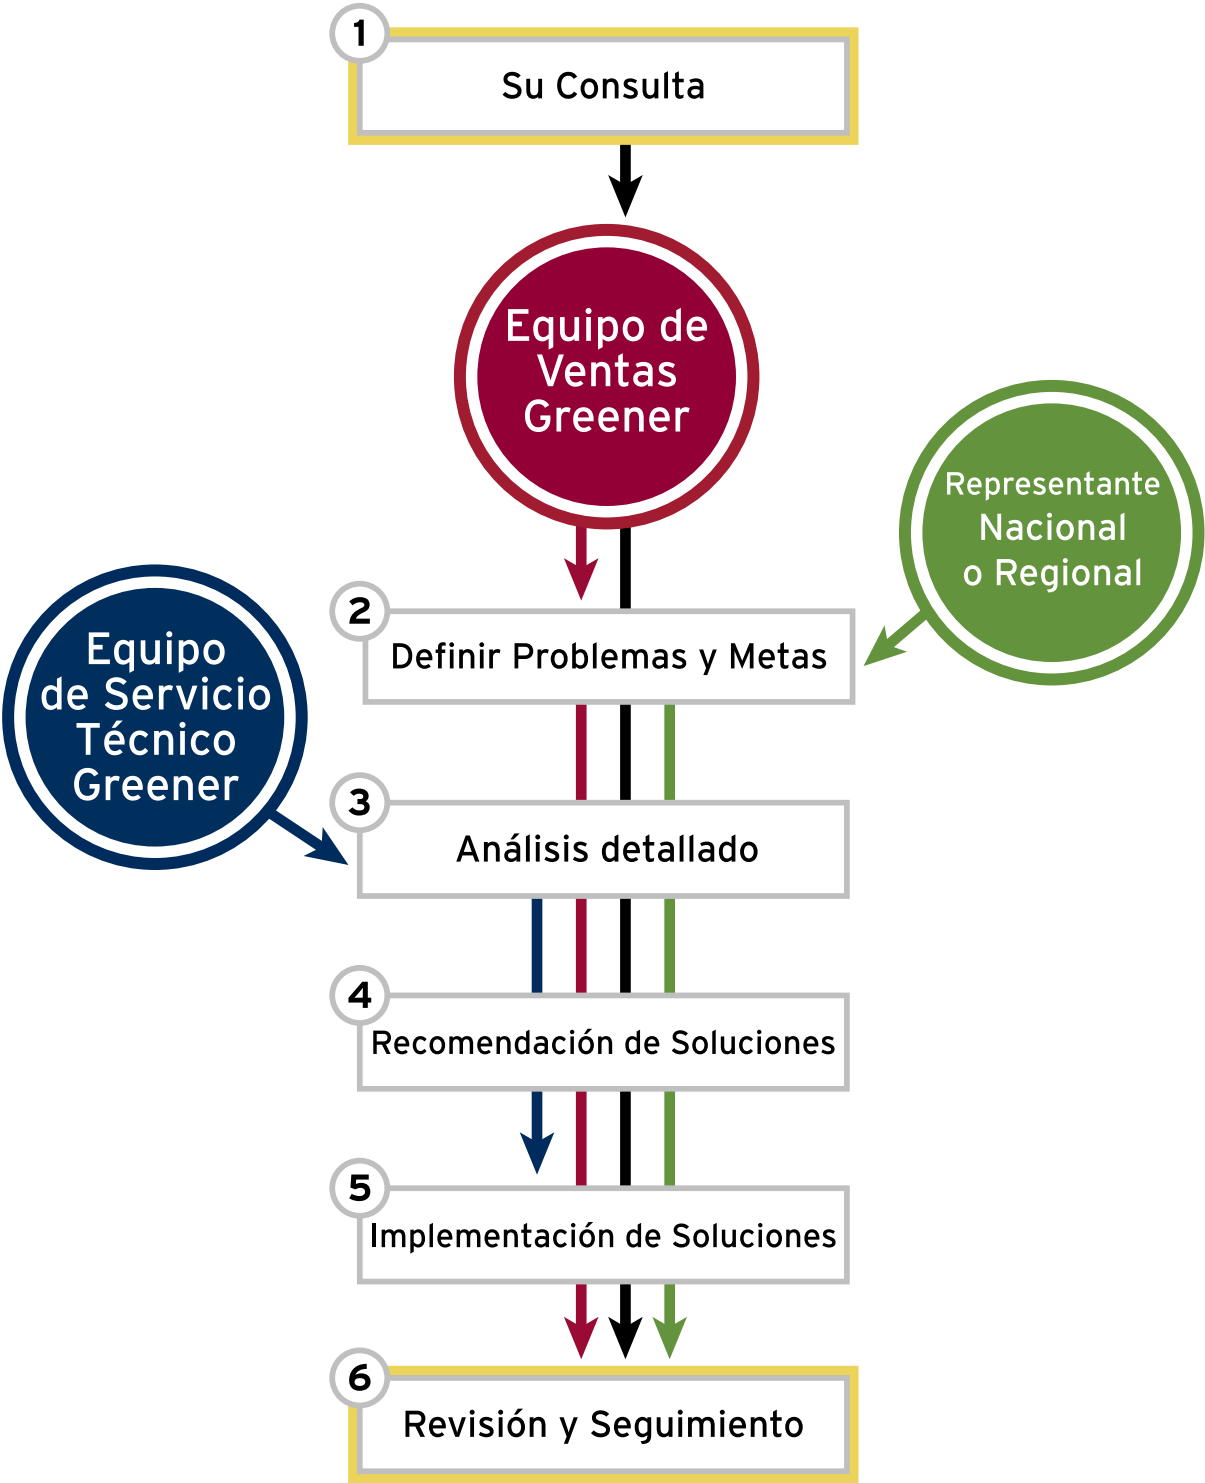 1
Su Consulta
Equipo de
Ventas
Greener
Representante
Nacional
o Regional
2
Definir Problemas y Metas
Equipo
de Servicio
Técnico
Greener
3
Análisis detallado
4
Recomendación de Soluciones
5
Implementación de Soluciones
6
Revisión y Seguimiento